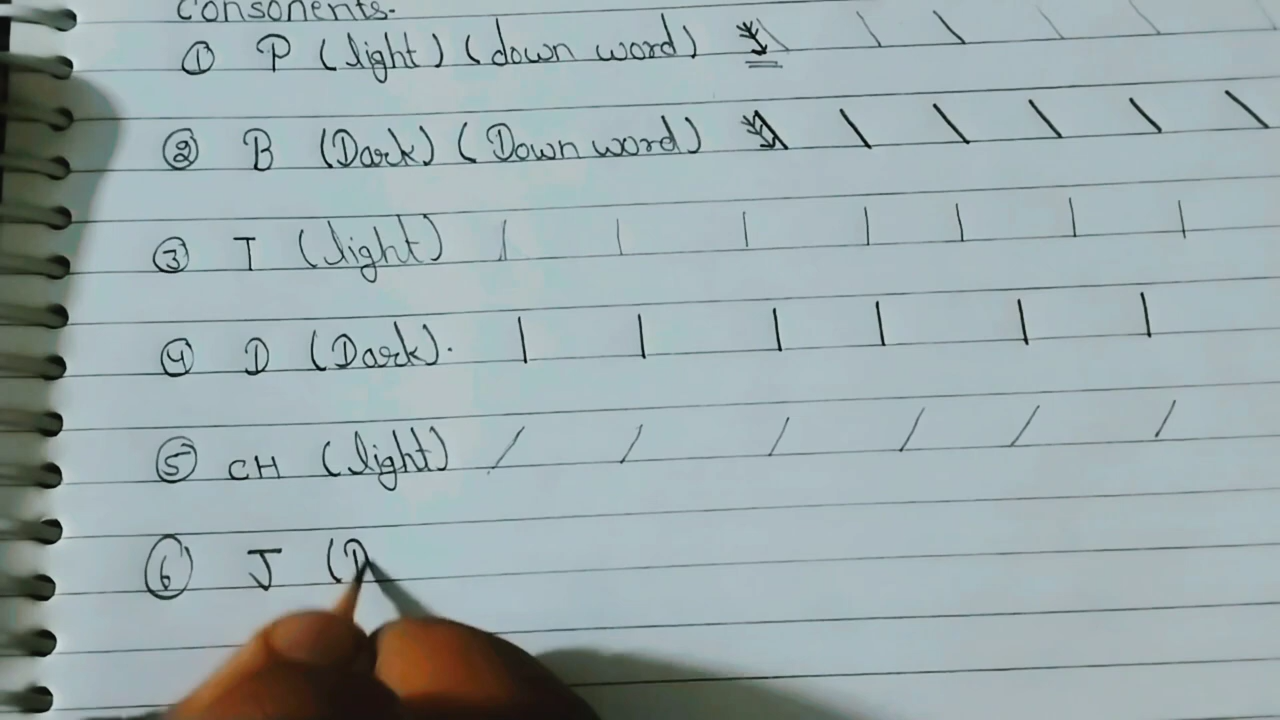 Consonents-
① P (light) (down word)
② B (Dark) (Down word)
③ T (light)
④ D (Dark).
⑤ CH (light)
⑥ J (D